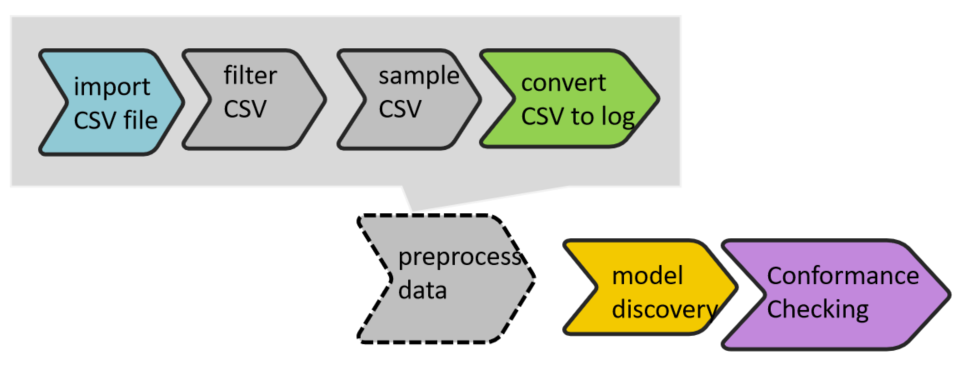 import
CSV file
filter
CSV
sample
CSV
convert
CSV to log
preprocess
data
model
discovery
Conformance
Checking